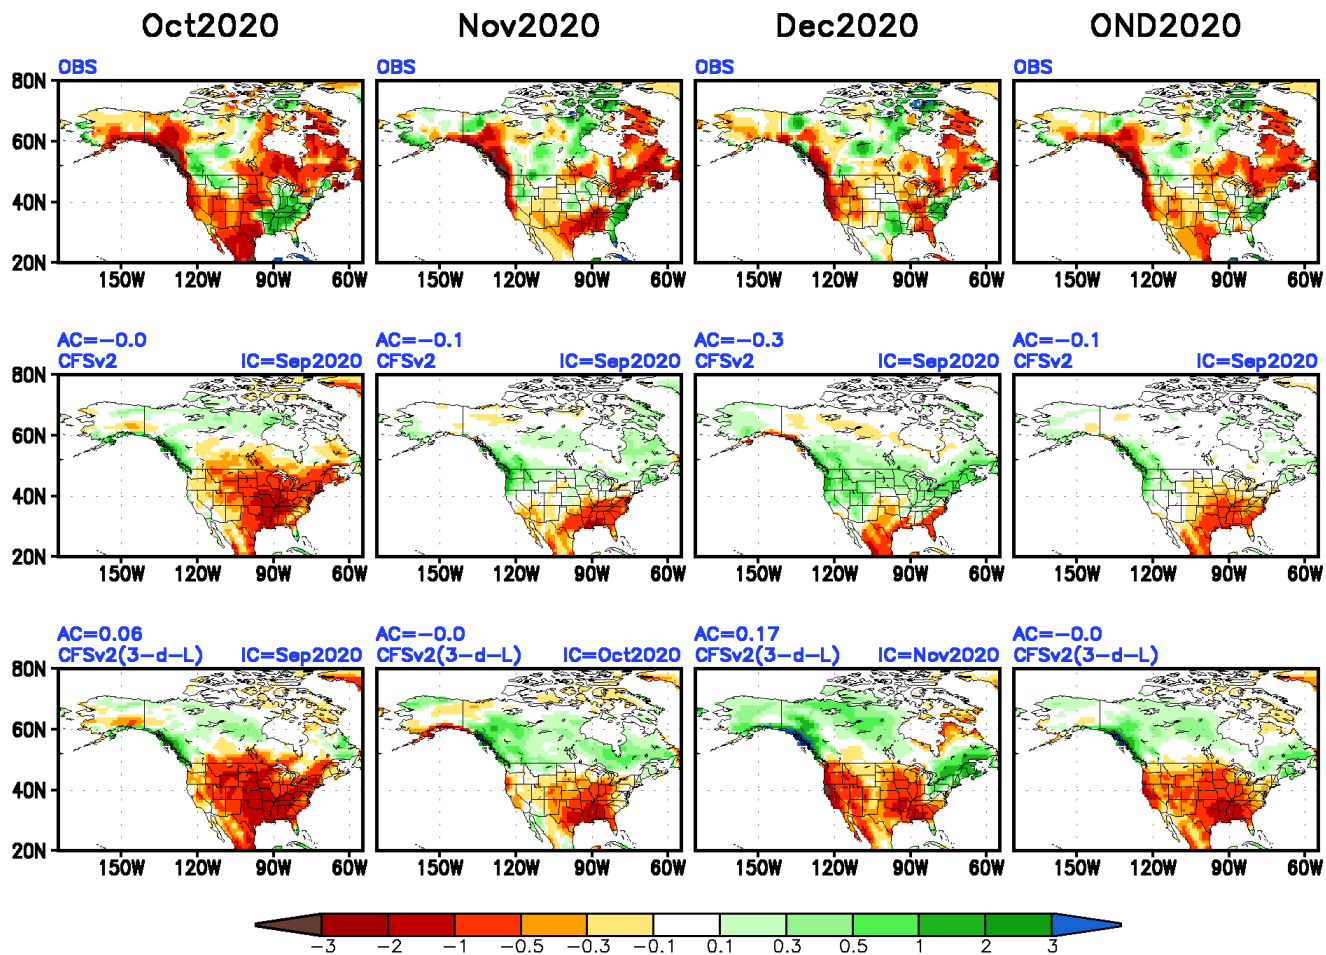 Oct2020 Nov2020 Dec2020 OND2020
OBS OBS OBS OBS
80N
60N
40N
20N
150W 120W 90W 60W 150W 120W 90W 60W 150W 120W 90W 60W 150W 120W 90W 60W
AC=-0.0 AC=-0.1 AC=-0.3 AC=-0.1
CFSv2 IC=Sep2020 CFSv2 IC=Sep2020 CFSv2 IC=Sep2020 CFSv2 IC=Sep2020
80N
60N
40N
20N
150W 120W 90W 60W 150W 120W 90W 60W 150W 120W 90W 60W 150W 120W 90W 60W
AC=0.06 AC=-0.0 AC=0.17 AC=-0.0
CFSv2(3-d-L) IC=Sep2020 CFSv2(3-d-L) IC=Oct2020 CFSv2(3-d-L) IC=Nov2020 CFSv2(3-d-L)
80N
60N
40N
20N
150W 120W 90W 60W 150W 120W 90W 60W 150W 120W 90W 60W 150W 120W 90W 60W
-3 -2 -1 -0.5 -0.3 -0.1 0.1 0.3 0.5 1 2 3